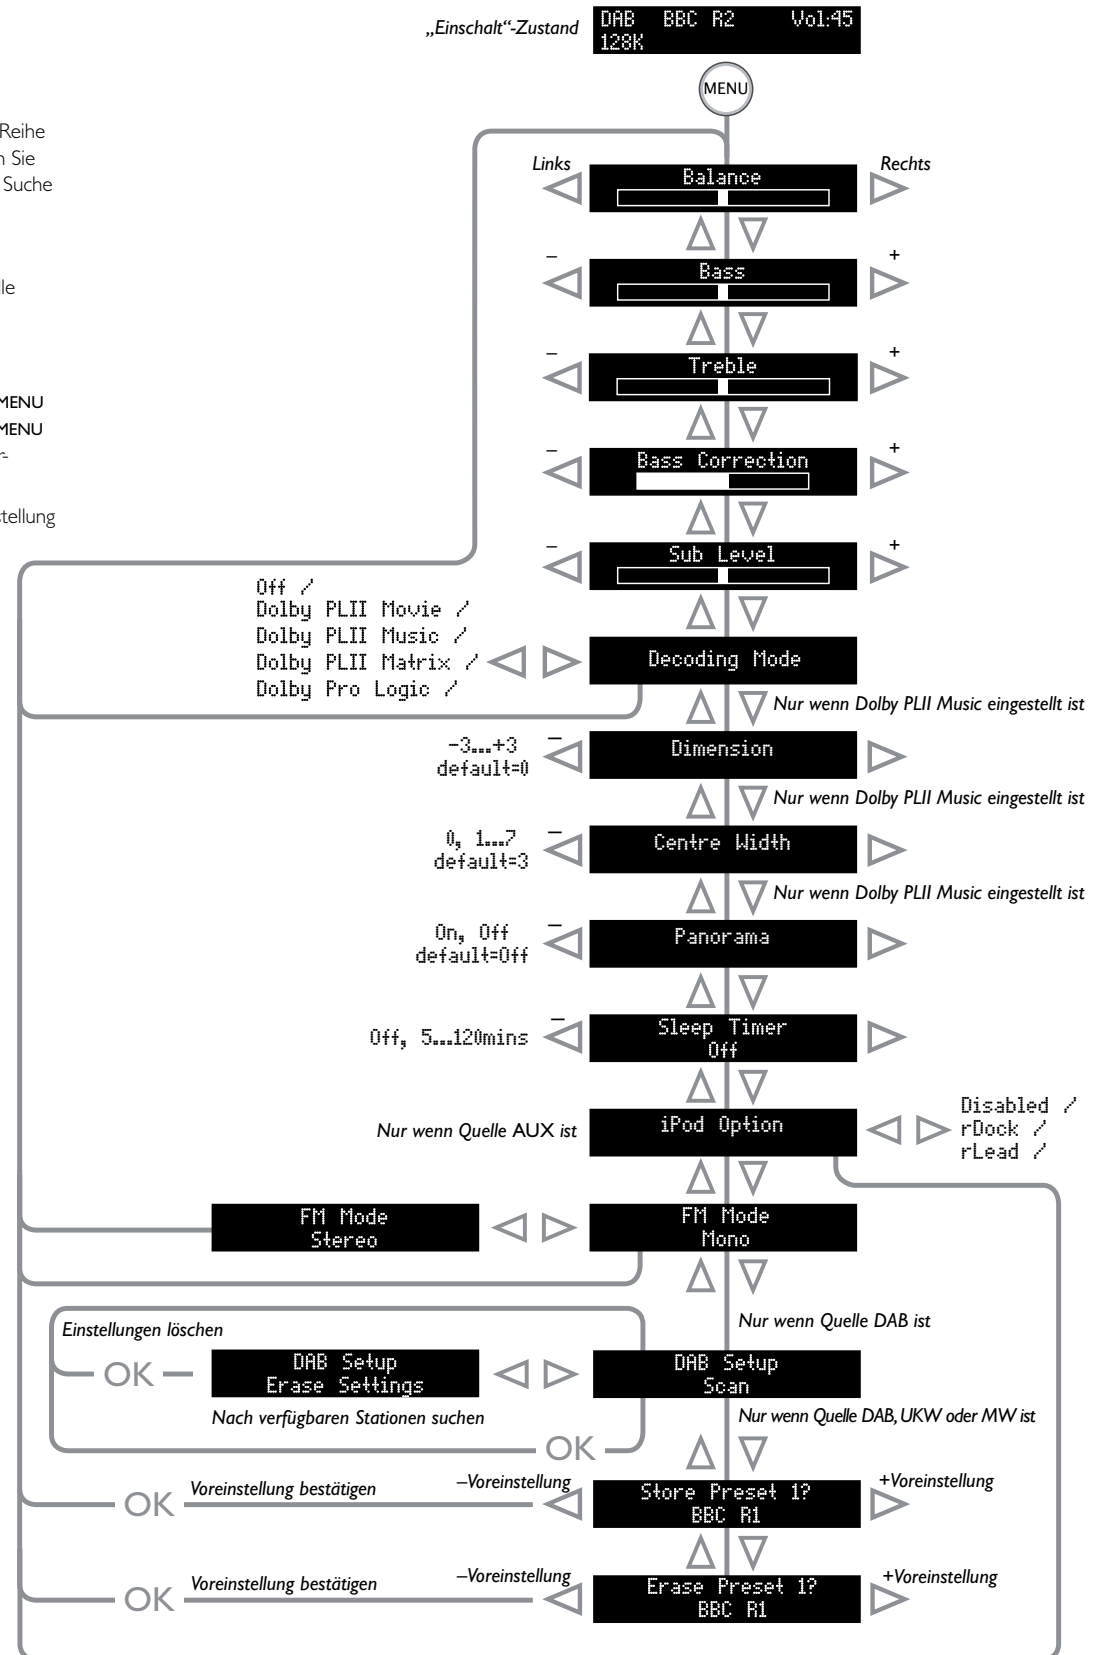 „Einschalt“-Zustand
DAB BBC R2 Vol:45
128K
MENU
Reihe
n Sie
Suche
lle
MENU
MENU
r-
stellung
Links
Balance
Rechts
–
Bass
+
–
Treble
+
–
Bass Correction
+
–
Sub Level
+
Off /
Dolby PLII Movie /
Dolby PLII Music /
Dolby PLII Matrix /
Dolby Pro Logic /
Decoding Mode
Nur wenn Dolby PLII Music eingestellt ist
-3...+3
default=0
–
Dimension
Nur wenn Dolby PLII Music eingestellt ist
0, 1...7
default=3
–
Centre Width
Nur wenn Dolby PLII Music eingestellt ist
On, Off
default=Off
–
Panorama
Off, 5...120mins
–
Sleep Timer
Off
Nur wenn Quelle AUX ist
iPod Option
Disabled /
rDock /
rLead /
FM Mode
Stereo
FM Mode
Mono
Nur wenn Quelle DAB ist
Einstellungen löschen
OK
DAB Setup
Erase Settings
DAB Setup
Scan
Nach verfügbaren Stationen suchen
OK
Nur wenn Quelle DAB, UKW oder MW ist
OK
Voreinstellung bestätigen
–Voreinstellung
Store Preset 1?
BBC R1
+Voreinstellung
OK
Voreinstellung bestätigen
–Voreinstellung
Erase Preset 1?
BBC R1
+Voreinstellung